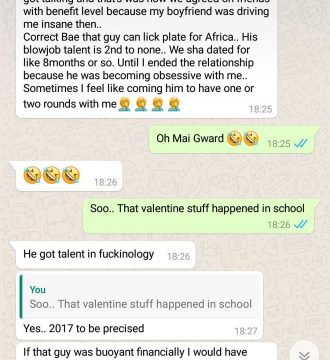 got talking and that's how we agreed on friends
with benefit level because my boyfriend was driving
me insane then..
Correct Bae that guy can lick plate for Africa.. His
blowjob talent is 2nd to none.. We sha dated for
like 8months or so. Until I ended the relationship
because he was becoming obsessive with me..
Sometimes I feel like coming him to have one or
two rounds with me 🤦‍♀️🤦‍♀️🤦‍♀️🤦‍♀️
18:25
Oh Mai Gward 🤣🤣 18:25
🤣🤣🤣 18:26
Soo.. That valentine stuff happened in school
18:26
He got talent in fuckinology 18:26
You
Soo.. That valentine stuff happened in school
Yes.. 2017 to be precised 18:27
If that guy was buoyant financially I would have